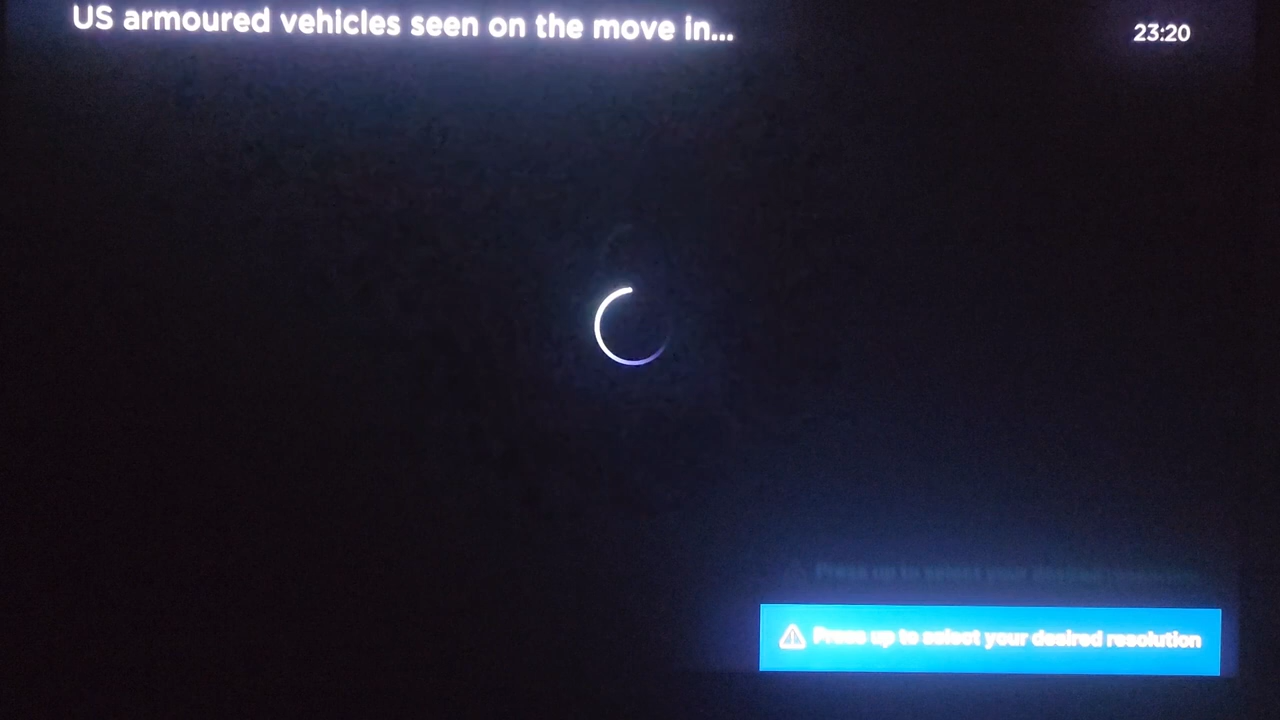 US armoured vehicles seen on the move in...
23:20
Press up to select your desired resolution